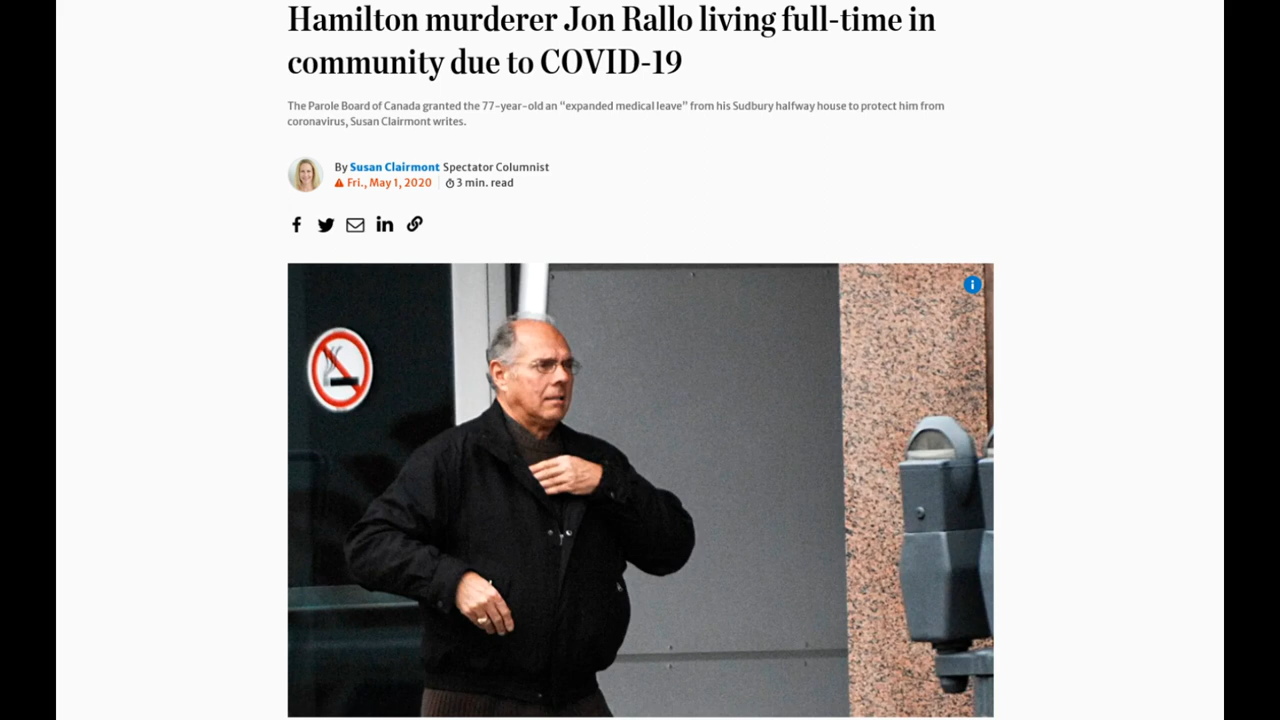 Hamilton murderer Jon Rallo living full-time in
community due to COVID-19
The Parole Board of Canada granted the 77-year-old an “expanded medical leave” from his Sudbury halfway house to protect him from
coronavirus, Susan Clairmont writes.
By Susan Clairmont Spectator Columnist
Fri., May 1, 2020 3 min. read